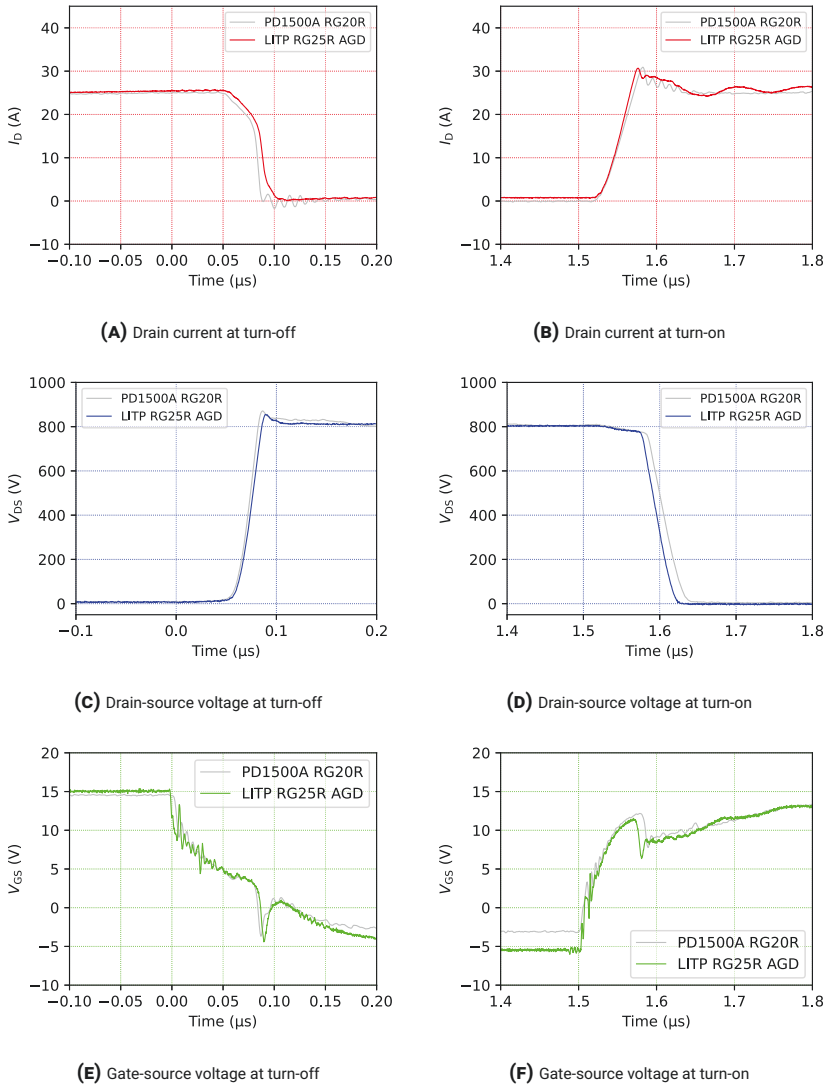 40
30
20
10
0
−10
I_D (A)
PD1500A RG20R
LITP RG25R AGD
−0.10 −0.05 0.00 0.05 0.10 0.15 0.20
Time (μs)
(A) Drain current at turn-off
40
30
20
10
0
−10
I_D (A)
PD1500A RG20R
LITP RG25R AGD
1.4 1.5 1.6 1.7 1.8
Time (μs)
(B) Drain current at turn-on
1000
800
600
400
200
0
V_DS (V)
PD1500A RG20R
LITP RG25R AGD
−0.1 0.0 0.1 0.2
Time (μs)
(C) Drain-source voltage at turn-off
1000
800
600
400
200
0
V_DS (V)
PD1500A RG20R
LITP RG25R AGD
1.4 1.5 1.6 1.7 1.8
Time (μs)
(D) Drain-source voltage at turn-on
20
15
10
5
0
−5
−10
V_GS (V)
PD1500A RG20R
LITP RG25R AGD
−0.10 −0.05 0.00 0.05 0.10 0.15 0.20
Time (μs)
(E) Gate-source voltage at turn-off
20
15
10
5
0
−5
−10
V_GS (V)
PD1500A RG20R
LITP RG25R AGD
1.4 1.5 1.6 1.7 1.8
Time (μs)
(F) Gate-source voltage at turn-on